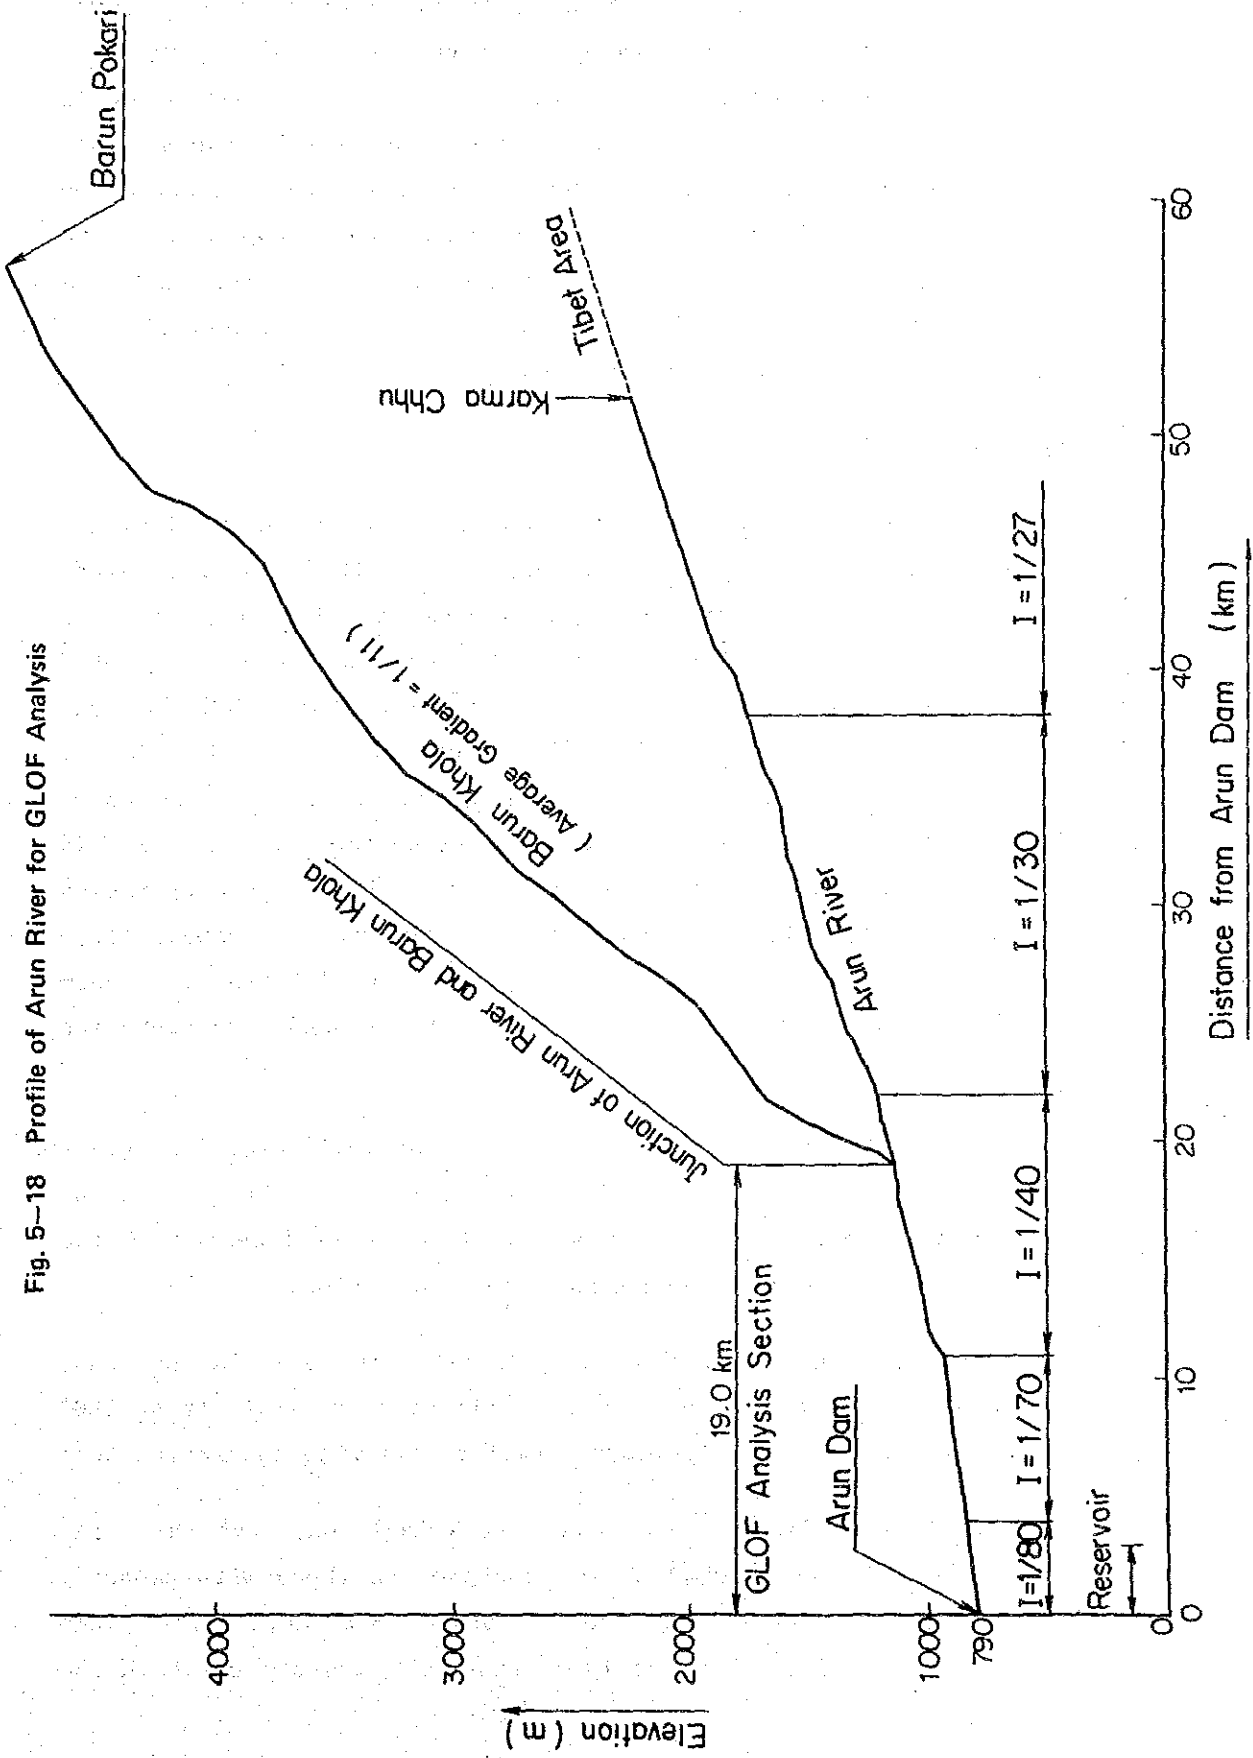 Fig. 5-18 Profile of Arun River for GLOF Analysis
Barun Pokari
Elevation (m)
4000
3000
2000
1000
790
0
Junction of Arun River and Barun Khola
Barun Khola
(Average Gradient = 1/11)
Karma Chhu
Tibet Area
Arun River
19.0 km
GLOF Analysis Section
Arun Dam
I=1/80
I = 1/70
I = 1/40
I = 1/30
I = 1/27
Reservoir
0
10
20
30
40
50
60
Distance from Arun Dam (km)